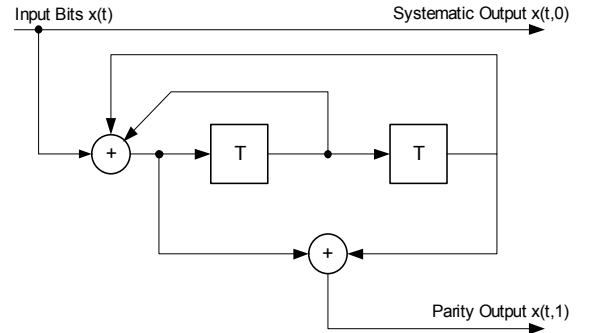 Input Bits x(t)
Systematic Output x(t,0)
+
T
T
+
Parity Output x(t,1)